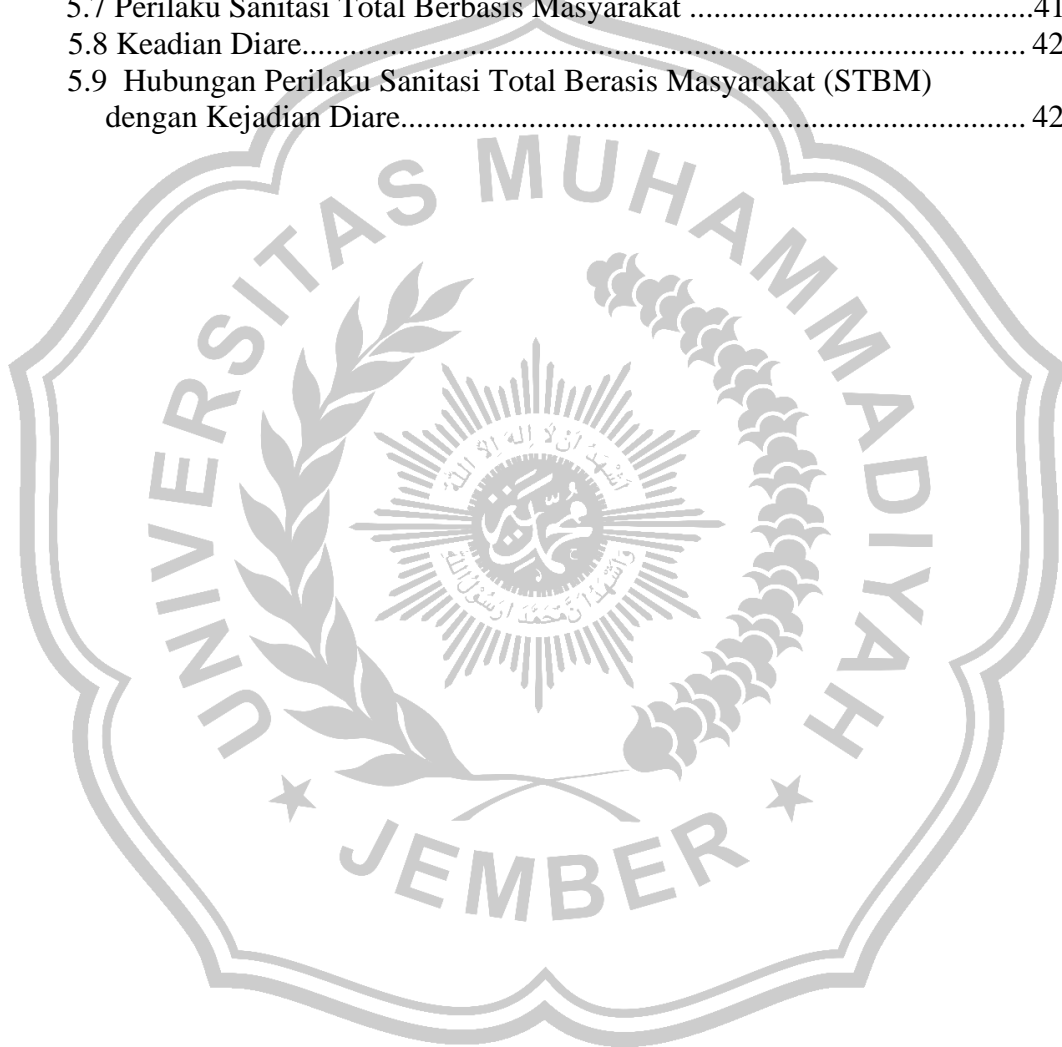 5.7 Perilaku Sanitasi Total Berbasis Masyarakat ...........................................41
5.8 Keadian Diare................................................................................... ....... 42
5.9  Hubungan Perilaku Sanitasi Total Berasis Masyarakat (STBM)
dengan Kejadian Diare.............................................................................. 42
UNIVERSITAS MUHAMMADIYAH
JEMBER